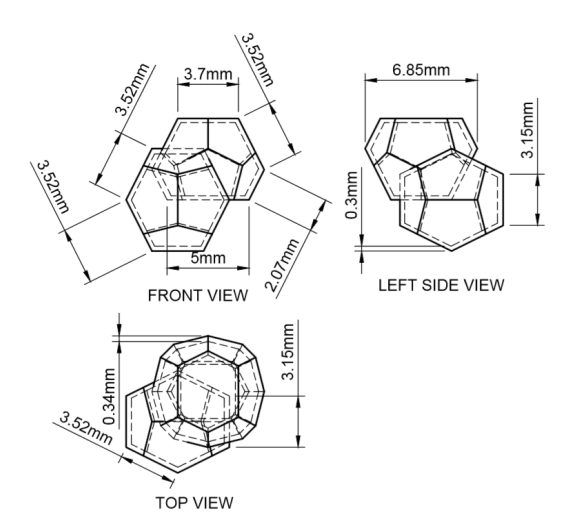 3.52mm
3.7mm
3.52mm
3.52mm
5mm
2.07mm
FRONT VIEW
6.85mm
3.15mm
0.3mm
LEFT SIDE VIEW
0.34mm
3.15mm
3.52mm
TOP VIEW